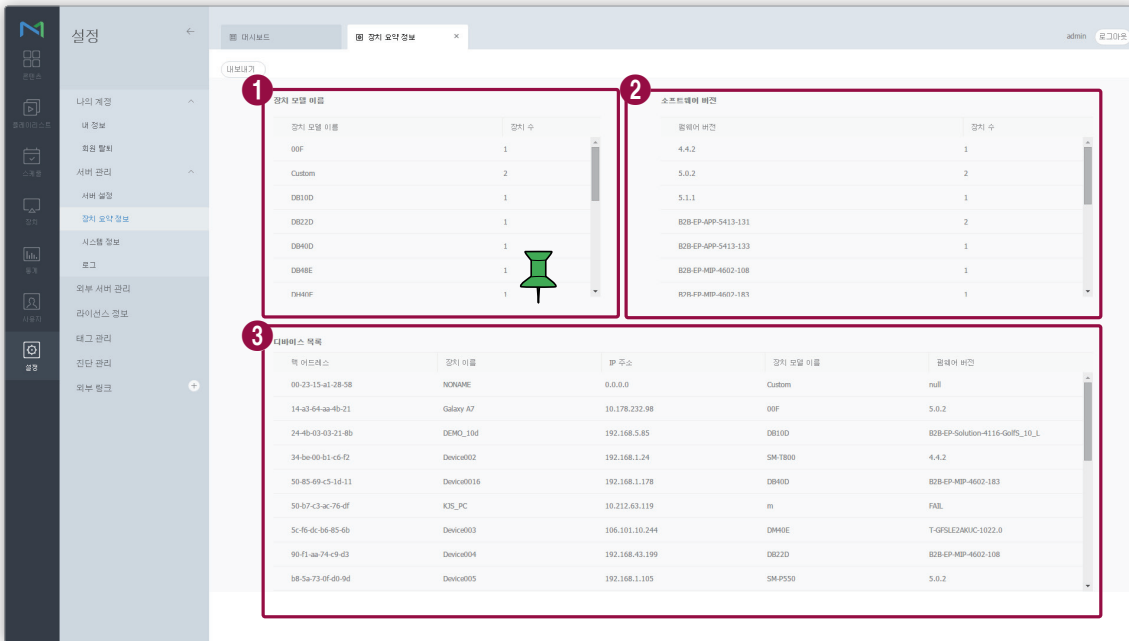 설정
←
대시보드
장치 요약 정보 ×
admin 로그아웃
콘텐츠
플레이리스트
스케줄
장치
통계
사용자
설정
나의 계정
내 정보
회원 탈퇴
서버 관리
서버 설정
장치 요약 정보
시스템 정보
로그
외부 서버 관리
라이선스 정보
태그 관리
진단 관리
외부 링크 +
내보내기
1
장치 모델 이름
장치 모델 이름 장치 수
00F 1
Custom 2
DB10D 1
DB22D 1
DB40D 1
DB48E 1
DH40E 1
2
소프트웨어 버전
펌웨어 버전 장치 수
4.4.2 1
5.0.2 2
5.1.1 1
B2B-EP-APP-5413-131 2
B2B-EP-APP-5413-133 1
B2B-EP-MIP-4602-108 1
B2B-EP-MIP-4602-183 1
3
디바이스 목록
맥 어드레스 장치 이름 IP 주소 장치 모델 이름 펌웨어 버전
00-23-15-a1-28-58 NONAME 0.0.0.0 Custom null
14-a3-64-aa-4b-21 Galaxy A7 10.178.232.98 00F 5.0.2
24-4b-03-03-21-8b DEMO_10d 192.168.5.85 DB10D B2B-EP-Solution-4116-GolfS_10_L
34-be-00-b1-c6-f2 Device002 192.168.1.24 SM-T800 4.4.2
50-85-69-c5-1d-11 Device0016 192.168.1.178 DB40D B2B-EP-MIP-4602-183
50-b7-c3-ac-76-df KJS_PC 10.212.63.119 m FAIL
5c-f6-dc-b6-85-6b Device003 106.101.10.244 DM40E T-GFSLE2AKUC-1022.0
90-f1-aa-74-c9-d3 Device004 192.168.43.199 DB22D B2B-EP-MIP-4602-108
b8-5a-73-0f-d0-9d Device005 192.168.1.105 SM-P550 5.0.2